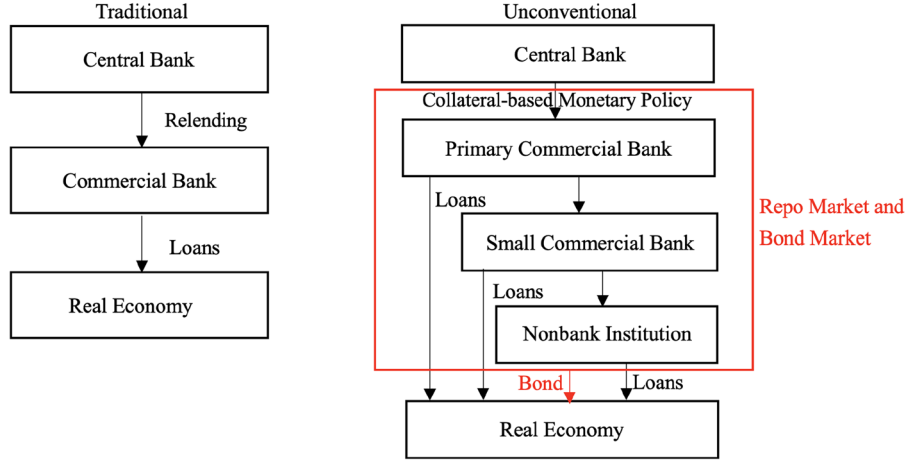 Traditional
Central Bank
Relending
Commercial Bank
Loans
Real Economy
Unconventional
Central Bank
Collateral-based Monetary Policy
Primary Commercial Bank
Loans
Small Commercial Bank
Loans
Nonbank Institution
Bond
Loans
Real Economy
Repo Market and
Bond Market